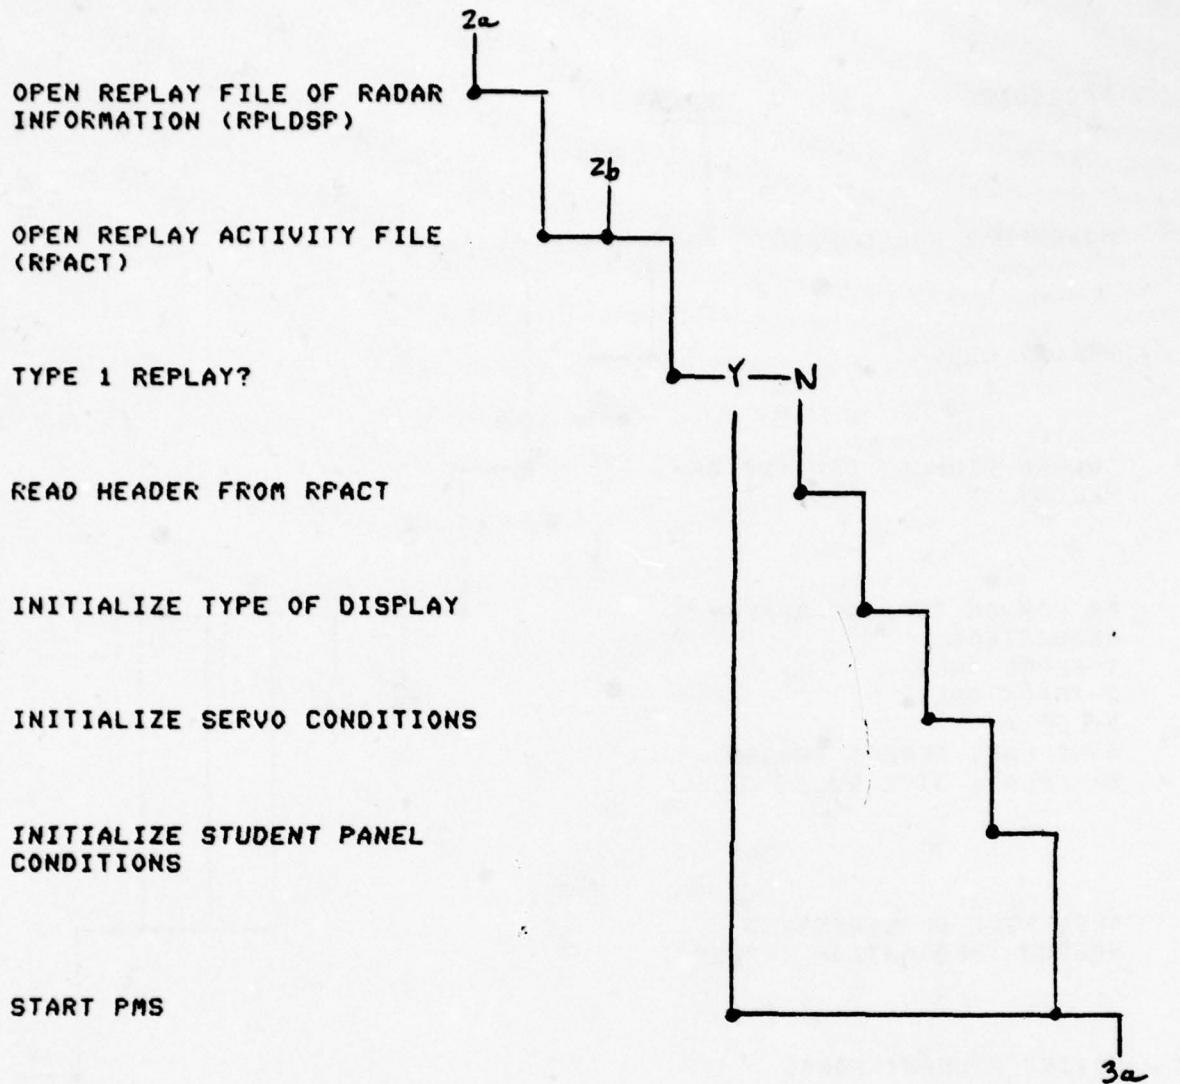 2a
OPEN REPLAY FILE OF RADAR
INFORMATION (RPLDSP)
2b
OPEN REPLAY ACTIVITY FILE
(RPACT)
TYPE 1 REPLAY?
Y N
READ HEADER FROM RPACT
INITIALIZE TYPE OF DISPLAY
INITIALIZE SERVO CONDITIONS
INITIALIZE STUDENT PANEL
CONDITIONS
START PMS
3a